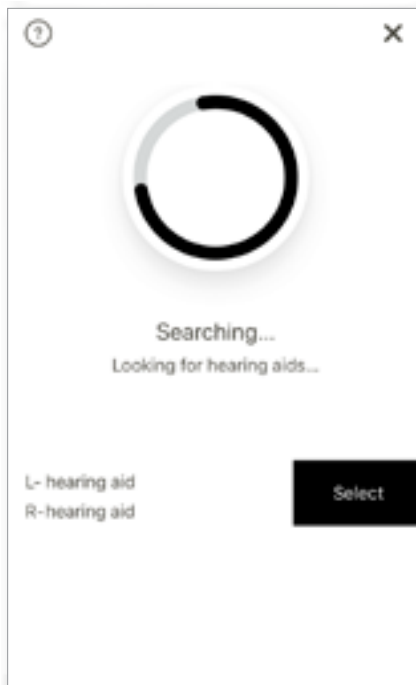 ?
Searching...
Looking for hearing aids...
L- hearing aid
R-hearing aid
Select